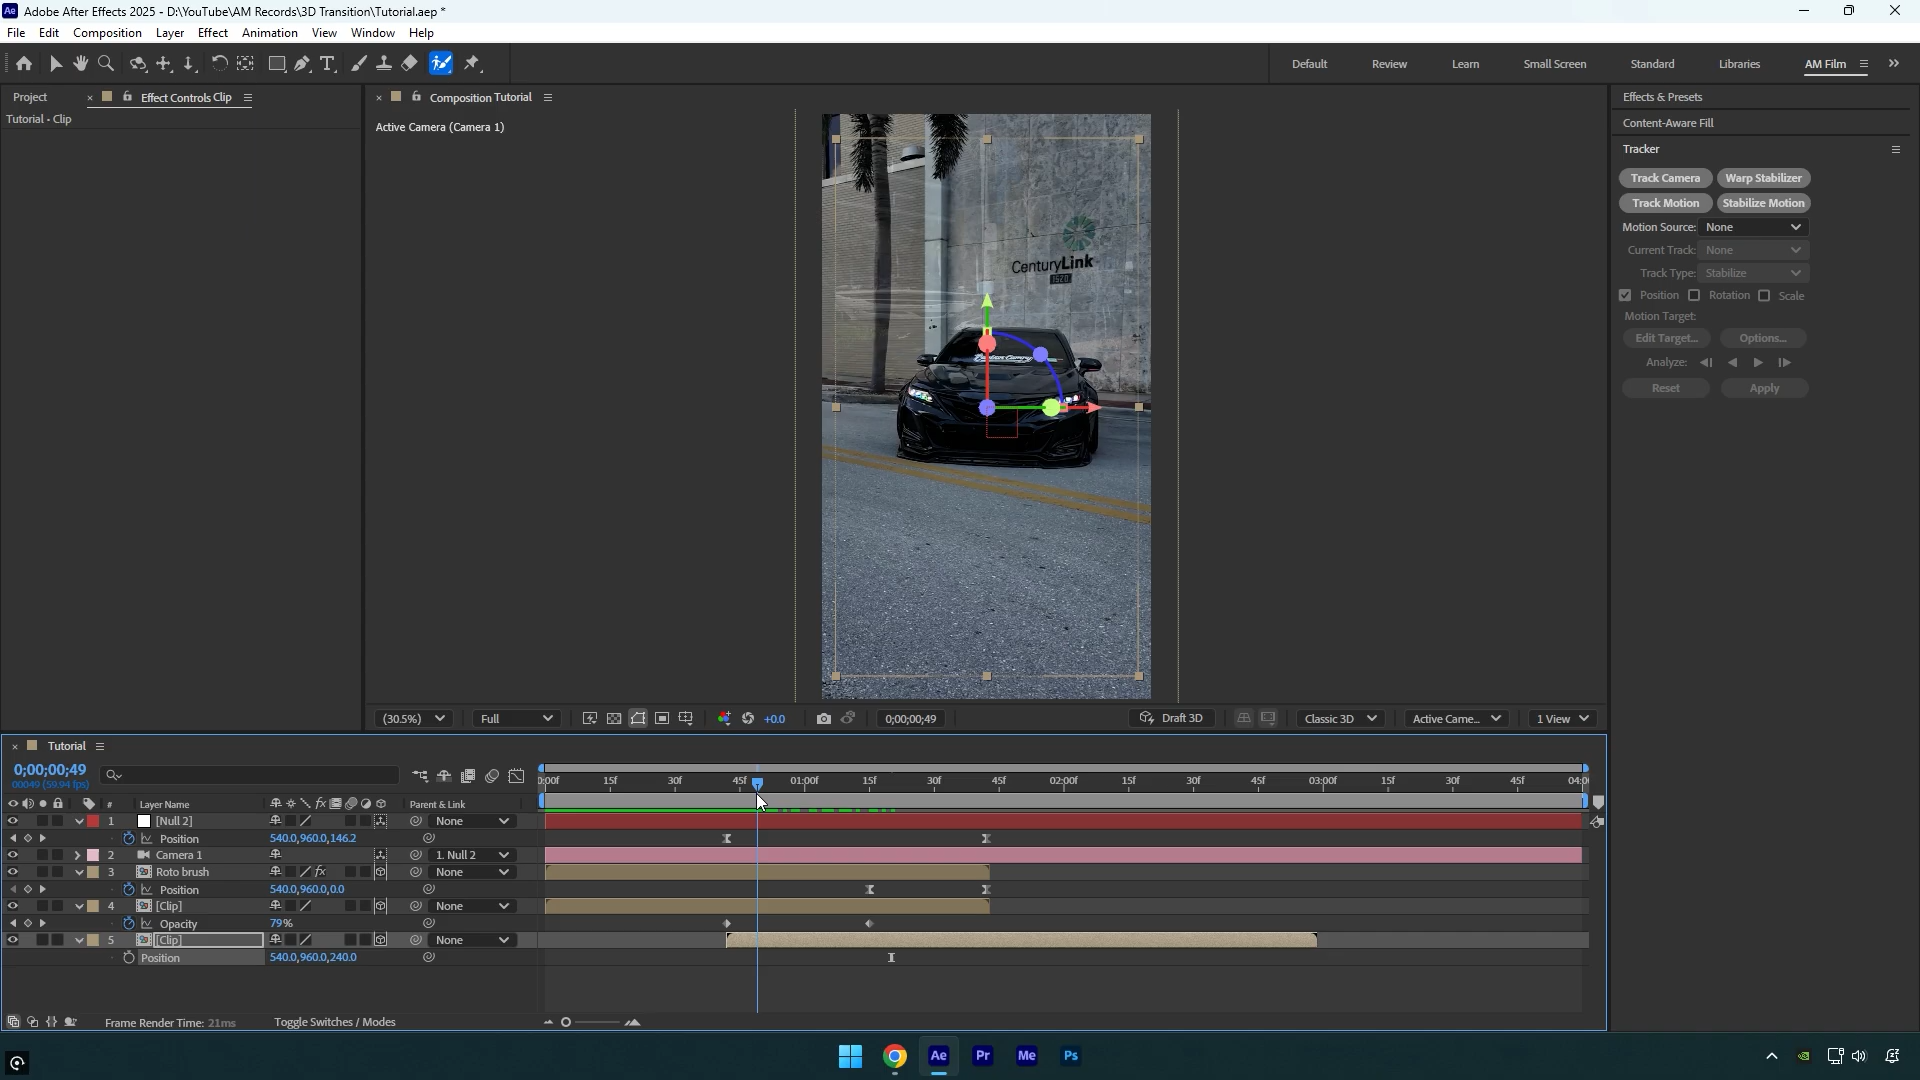 Adobe After Effects 2025 - D:\YouTube\AM Records\3D Transition\Tutorial.aep *
File Edit Composition Layer Effect Animation View Window Help
Default Review Learn Small Screen Standard Libraries AM Film
Project Effect Controls Clip
Tutorial • Clip
Composition Tutorial
Active Camera (Camera 1)
CenturyLink
Effects & Presets
Content-Aware Fill
Tracker
Track Camera Warp Stabilizer
Track Motion Stabilize Motion
Motion Source: None
Current Track: None
Track Type: Stabilize
Position Rotation Scale
Motion Target:
Edit Target... Options...
Analyze:
Reset Apply
(30.5%) Full +0.0 0;00;00;49 Draft 3D Classic 3D Active Came... 1 View
Tutorial
0;00;00;49
00049 (59.94 fps)
0:00f 15f 30f 45f 01:00f 15f 30f 45f 02:00f 15f 30f 45f 03:00f 15f 30f 45f 04:0
# Layer Name Parent & Link
1 [Null 2] None
Position 540.0,960.0,146.2
2 Camera 1 1. Null 2
3 Roto brush None
Position 540.0,960.0,0.0
4 [Clip] None
Opacity 79%
5 [Clip] None
Position 540.0,960.0,240.0
Frame Render Time: 21ms Toggle Switches / Modes
Ae Pr Me Ps